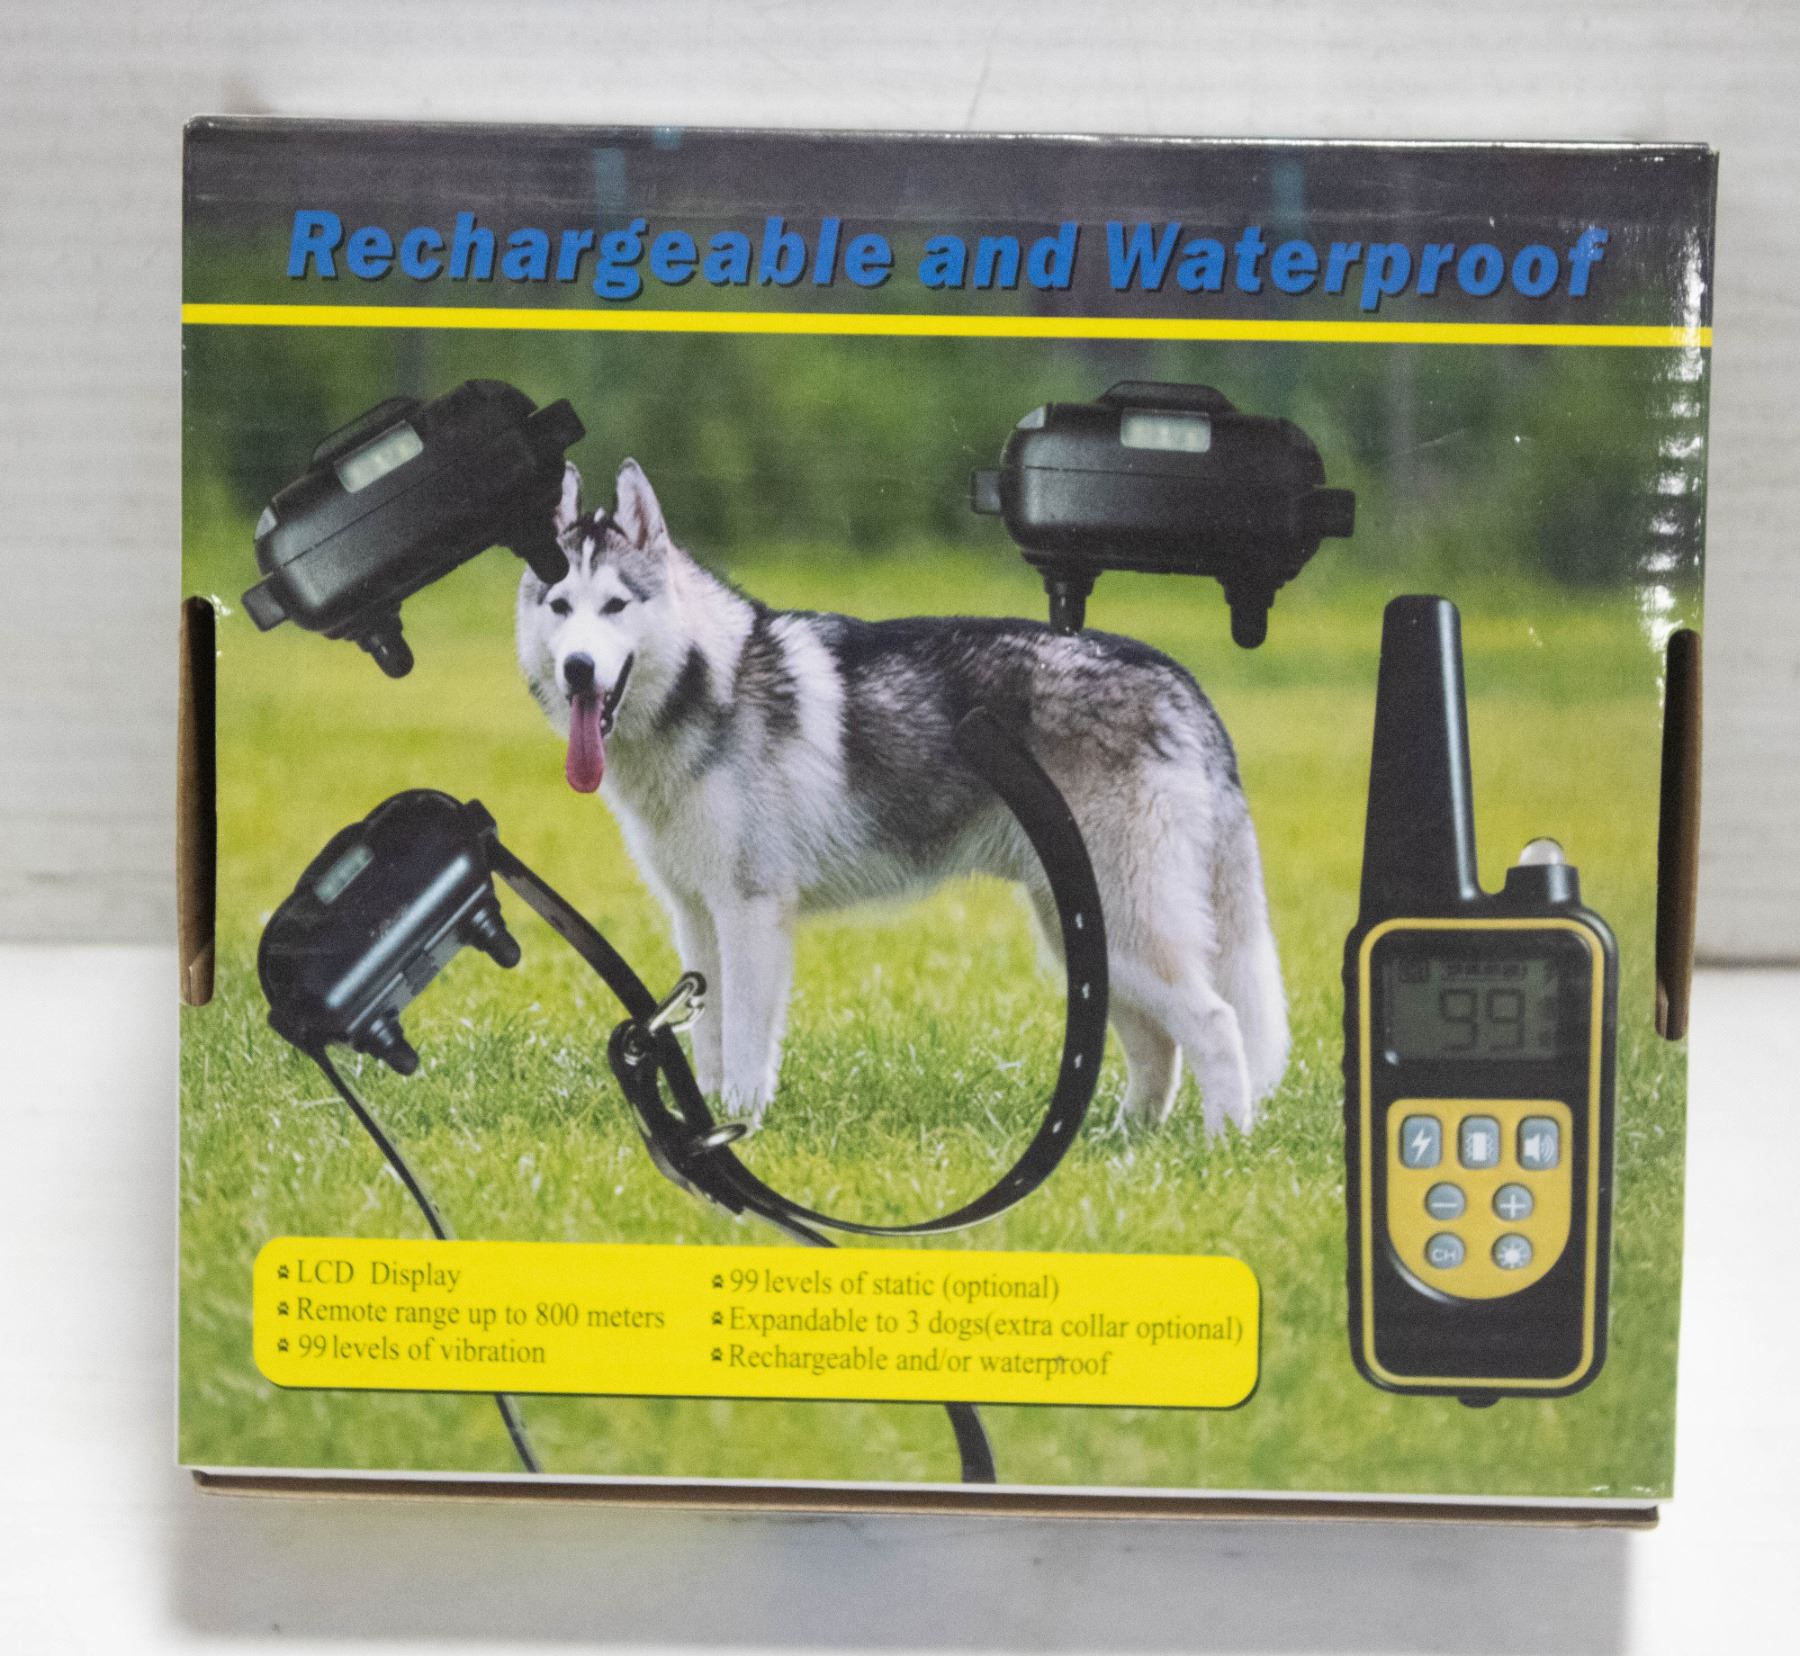 Rechargeable and Waterproof
99
CH
LCD Display
Remote range up to 800 meters
99 levels of vibration
99 levels of static (optional)
Expandable to 3 dogs(extra collar optional)
Rechargeable and/or waterproof